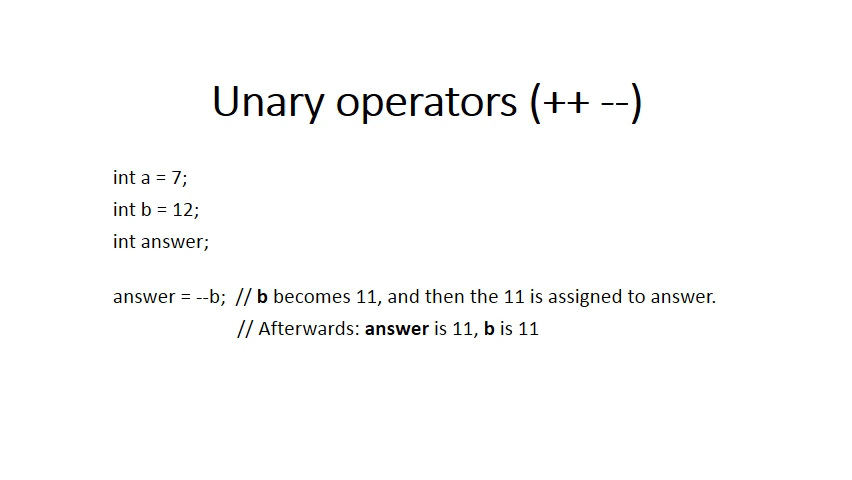 Unary operators (++ --)
int a = 7;
int b = 12;
int answer;
answer = --b;  // b becomes 11, and then the 11 is assigned to answer.
// Afterwards: answer is 11, b is 11